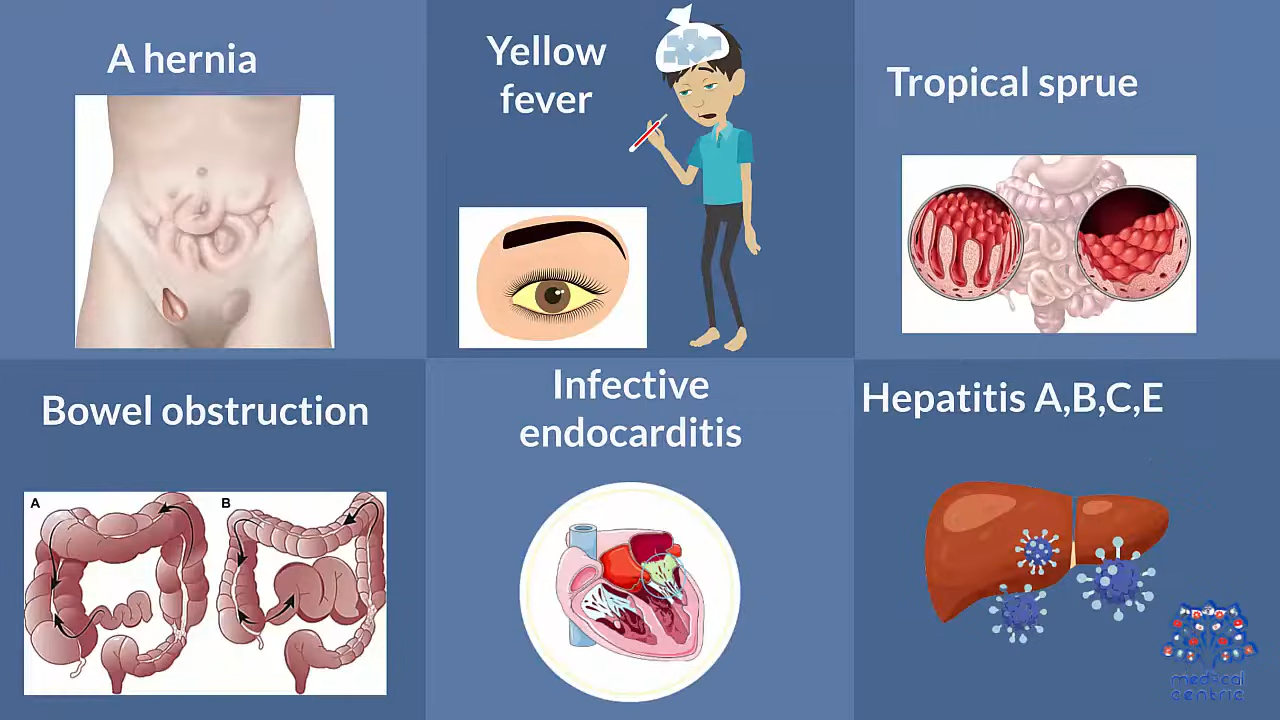 A hernia
Yellow
fever
Tropical sprue
Bowel obstruction
A
B
Infective
endocarditis
Hepatitis A,B,C,E
medical
centric